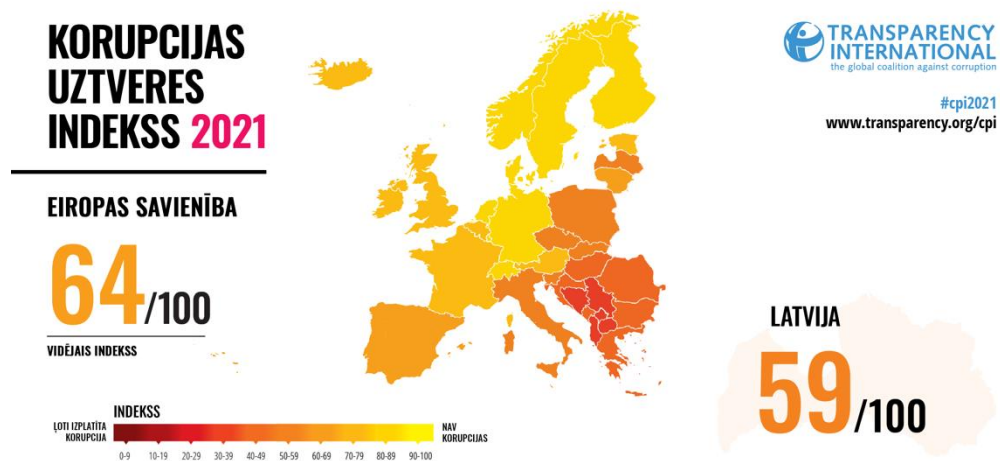 KORUPCIJAS
UZTVERES
INDEKSS 2021
EIROPAS SAVIENĪBA
64/100
VIDĒJAIS INDEKSS
TRANSPARENCY
INTERNATIONAL
the global coalition against corruption
#cpi2021
www.transparency.org/cpi
LATVIJA
59/100
INDEKSS
ĻOTI IZPLATĪTA
KORUPCIJA
NAV
KORUPCIJAS
0-9 10-19 20-29 30-39 40-49 50-59 60-69 70-79 80-89 90-100